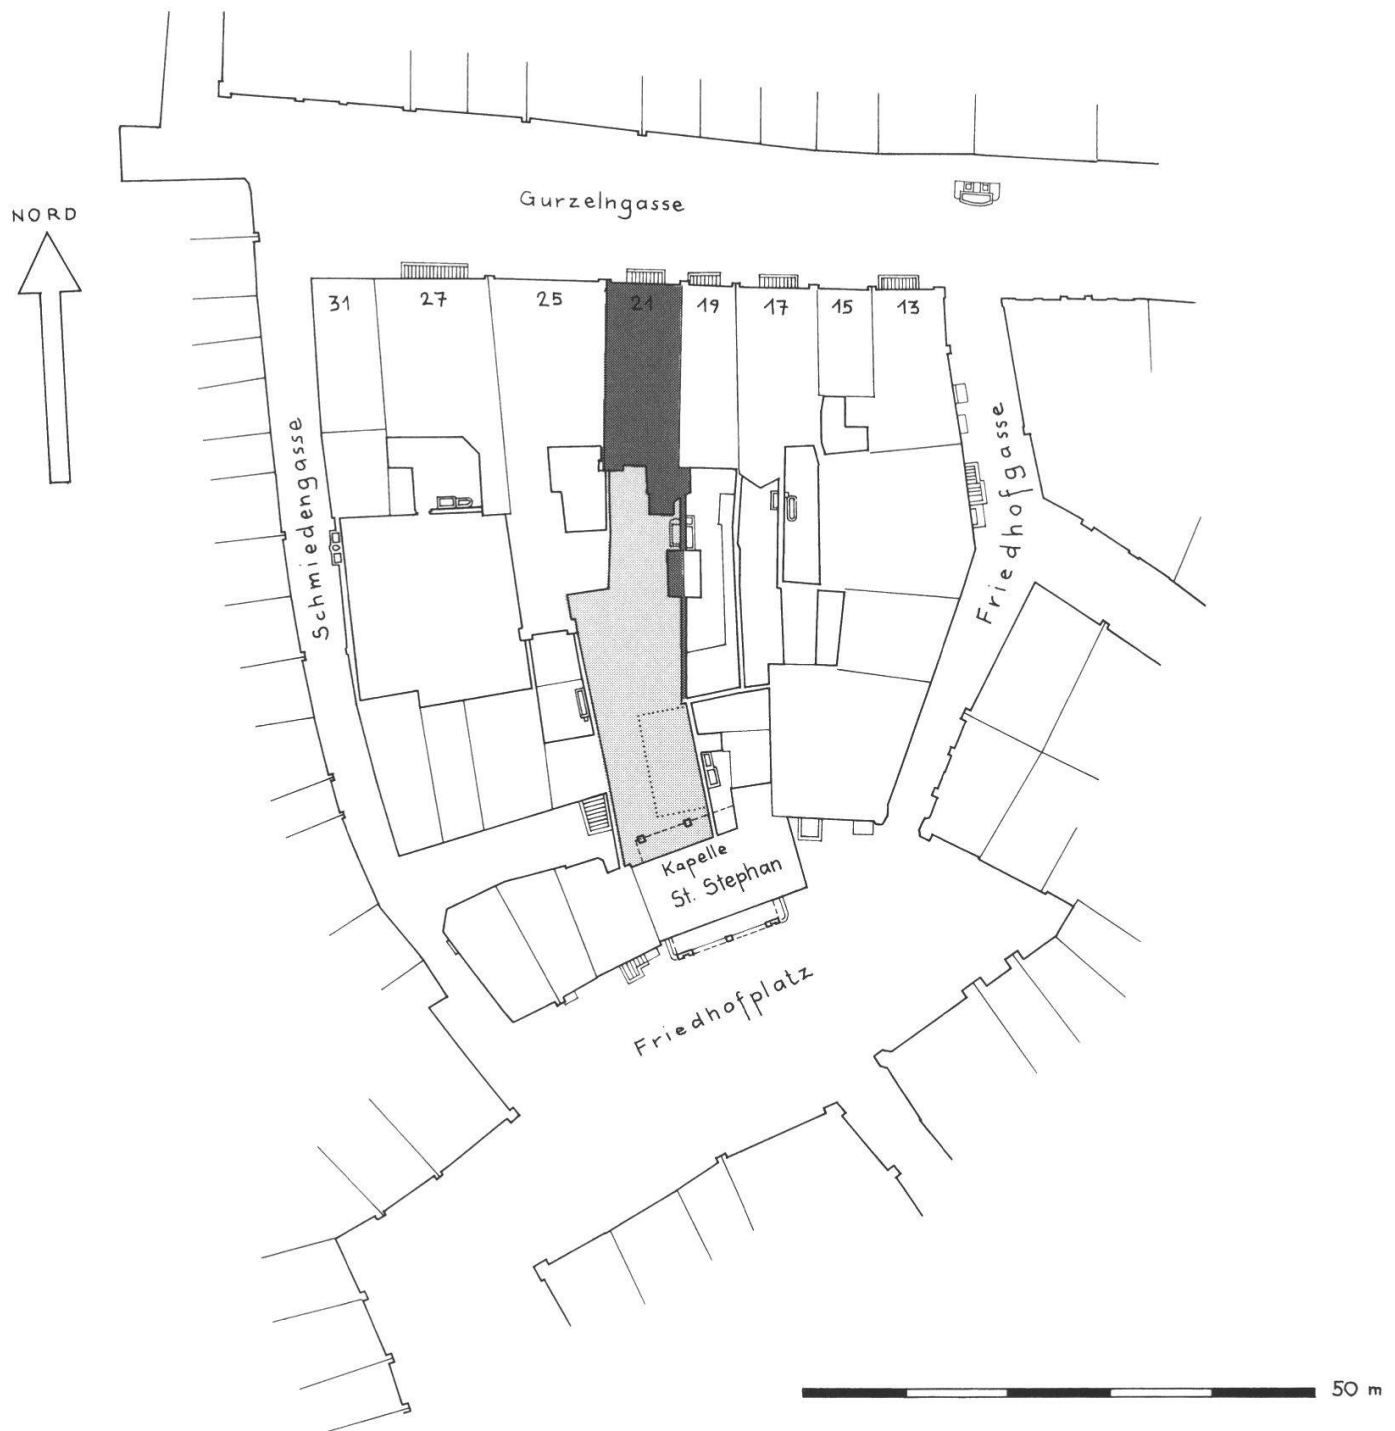 NORD
Gurzelngasse
31
27
25
21
19
17
15
13
Schmiedengasse
Friedhofgasse
Kapelle
St. Stephan
Friedhofplatz
50 m